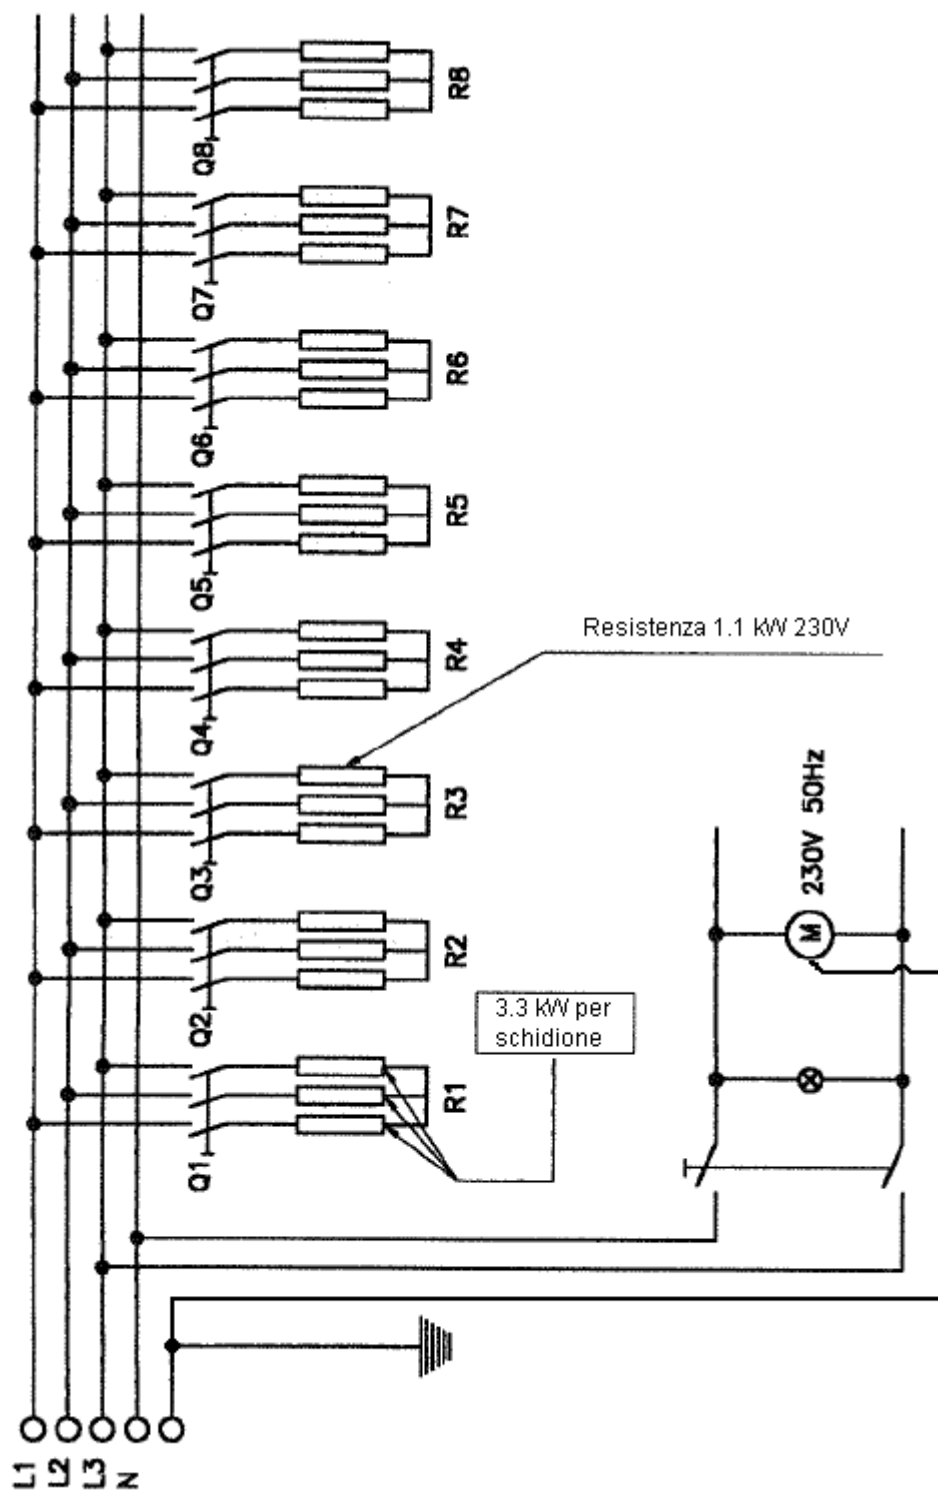 R8
Q8
R7
Q7
R6
Q6
R5
Q5
Resistenza 1.1 kW 230V
R4
Q4
230V 50Hz
R3
Q3
M
R2
Q2
3.3 kW per
schidione
R1
Q1
L1
L2
L3
N